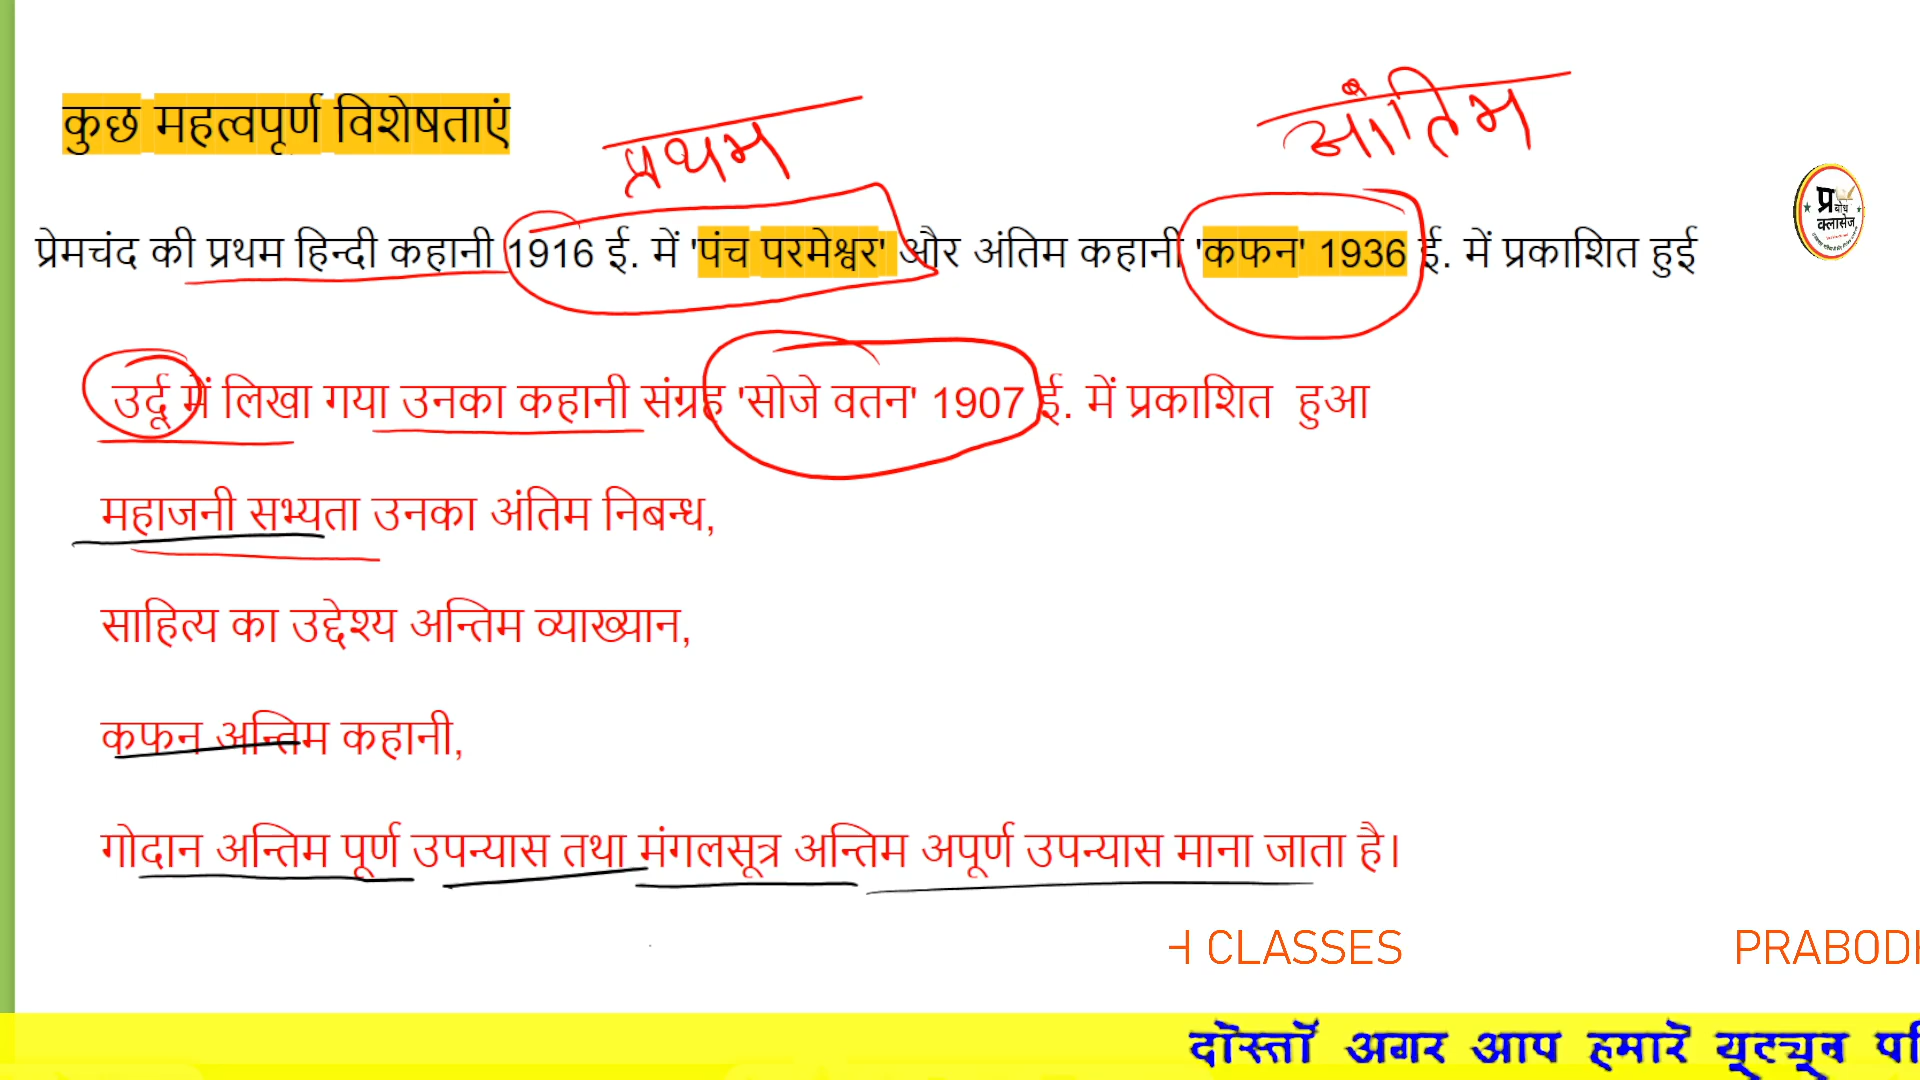 कुछ महत्वपूर्ण विशेषताएं
प्रथम
अंतिम
प्रेमचंद की प्रथम हिन्दी कहानी 1916 ई. में 'पंच परमेश्वर' और अंतिम कहानी 'कफन' 1936 ई. में प्रकाशित हुई
प्र बोध
क्लासेज
उर्दू में लिखा गया उनका कहानी संग्रह 'सोजे वतन' 1907 ई. में प्रकाशित हुआ
महाजनी सभ्यता उनका अंतिम निबन्ध,
साहित्य का उद्देश्य अन्तिम व्याख्यान,
कफन अन्तिम कहानी,
गोदान अन्तिम पूर्ण उपन्यास तथा मंगलसूत्र अन्तिम अपूर्ण उपन्यास माना जाता है।
H CLASSES PRABODH
दोस्तों अगर आप हमारे यूट्यूब